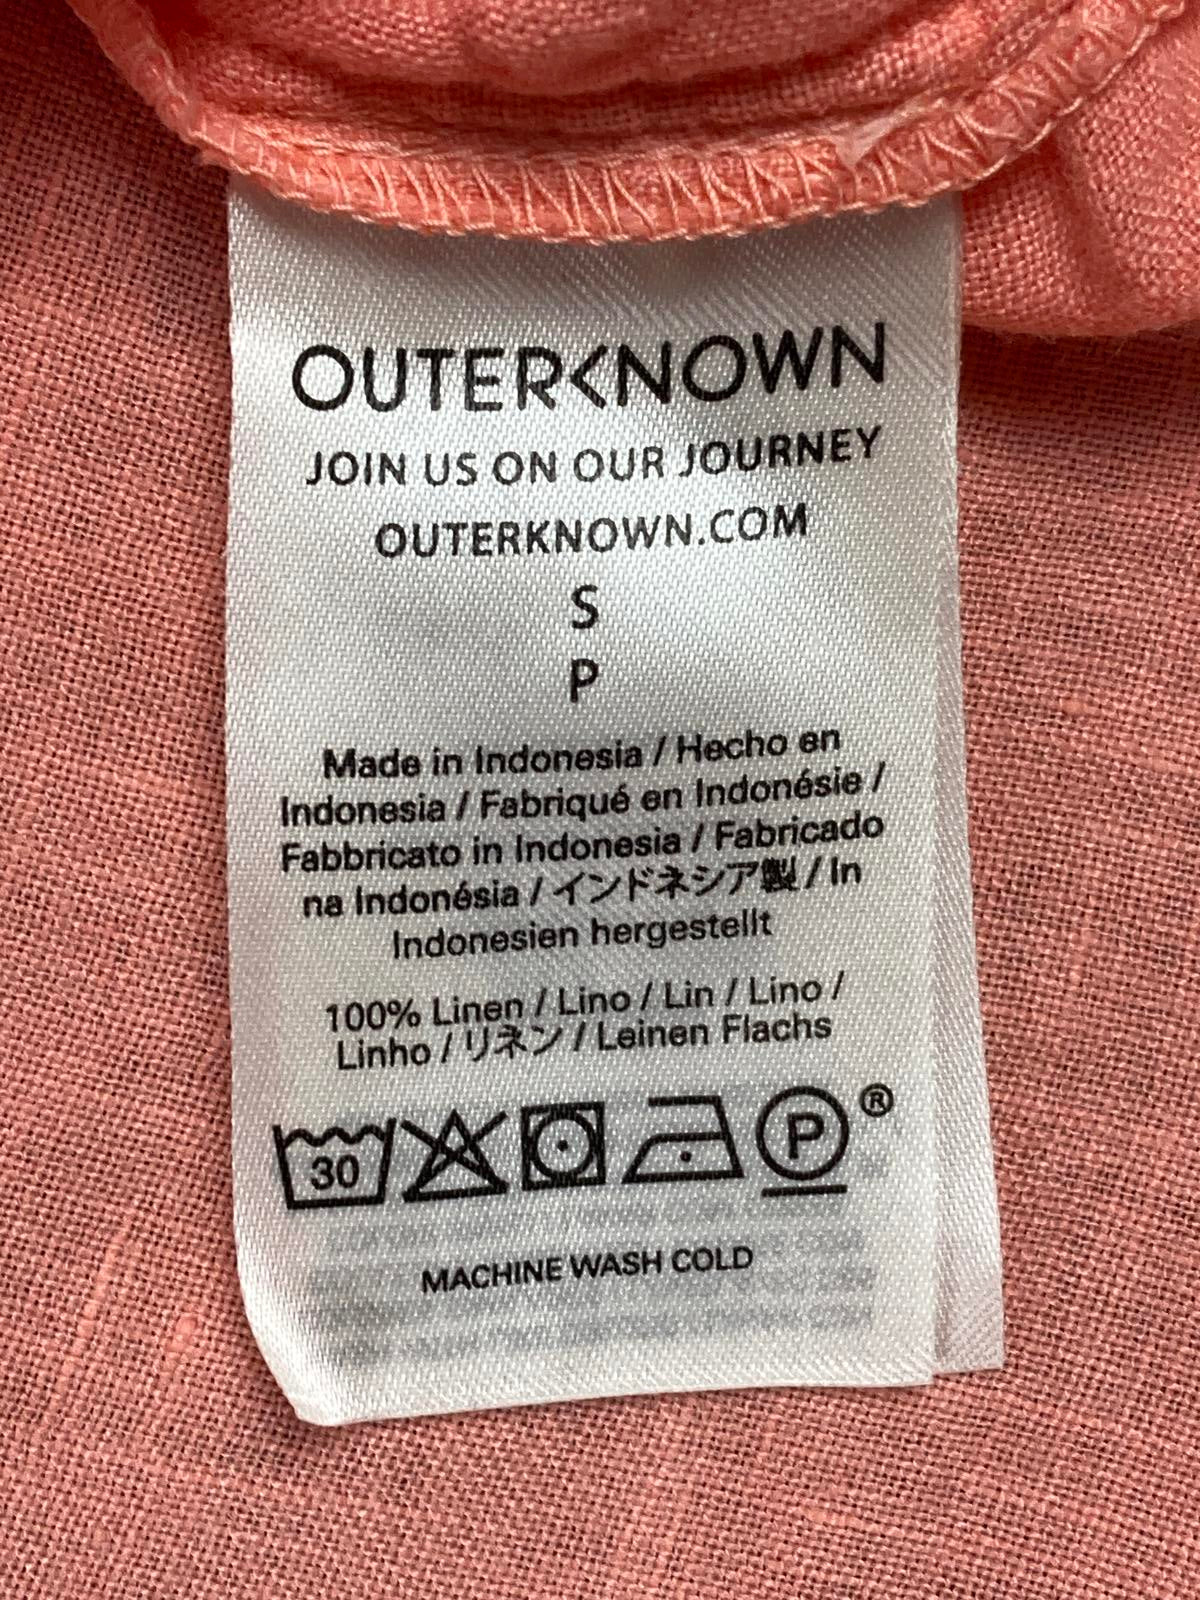 OUTERKNOWN
JOIN US ON OUR JOURNEY
OUTERKNOWN.COM
S
P
Made in Indonesia / Hecho en
Indonesia / Fabriqué en Indonésie /
Fabbricato in Indonesia / Fabricado
na Indonésia / インドネシア製 / In
Indonesien hergestellt
100% Linen / Lino / Lin / Lino /
Linho / リネン / Leinen Flachs
30 P ®
MACHINE WASH COLD